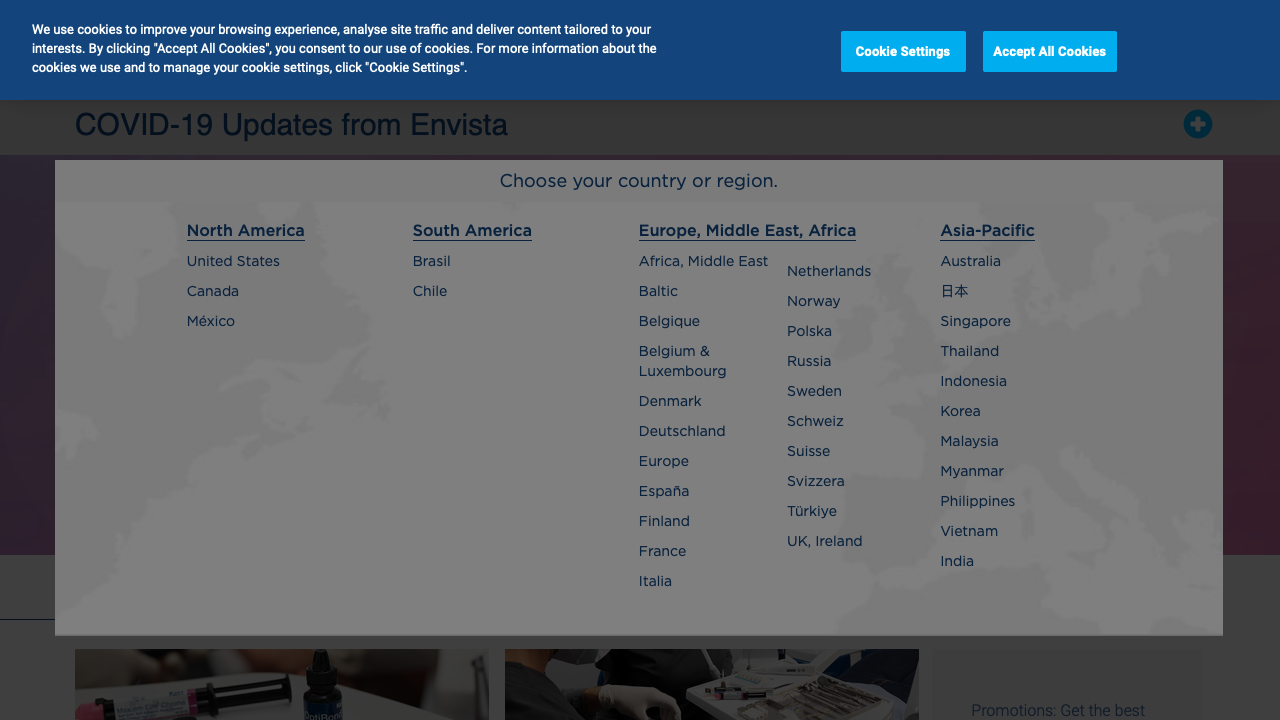 We use cookies to improve your browsing experience, analyse site traffic and deliver content tailored to your
interests. By clicking "Accept All Cookies", you consent to our use of cookies. For more information about the
cookies we use and to manage your cookie settings, click "Cookie Settings".
Cookie Settings
Accept All Cookies
COVID-19 Updates from Envista
Choose your country or region.
North America
United States
Canada
México
South America
Brasil
Chile
Europe, Middle East, Africa
Africa, Middle East
Baltic
Belgique
Belgium &
Luxembourg
Denmark
Deutschland
Europe
España
Finland
France
Italia
Netherlands
Norway
Polska
Russia
Sweden
Schweiz
Suisse
Svizzera
Türkiye
UK, Ireland
Asia-Pacific
Australia
日本
Singapore
Thailand
Indonesia
Korea
Malaysia
Myanmar
Philippines
Vietnam
India
Promotions: Get the best